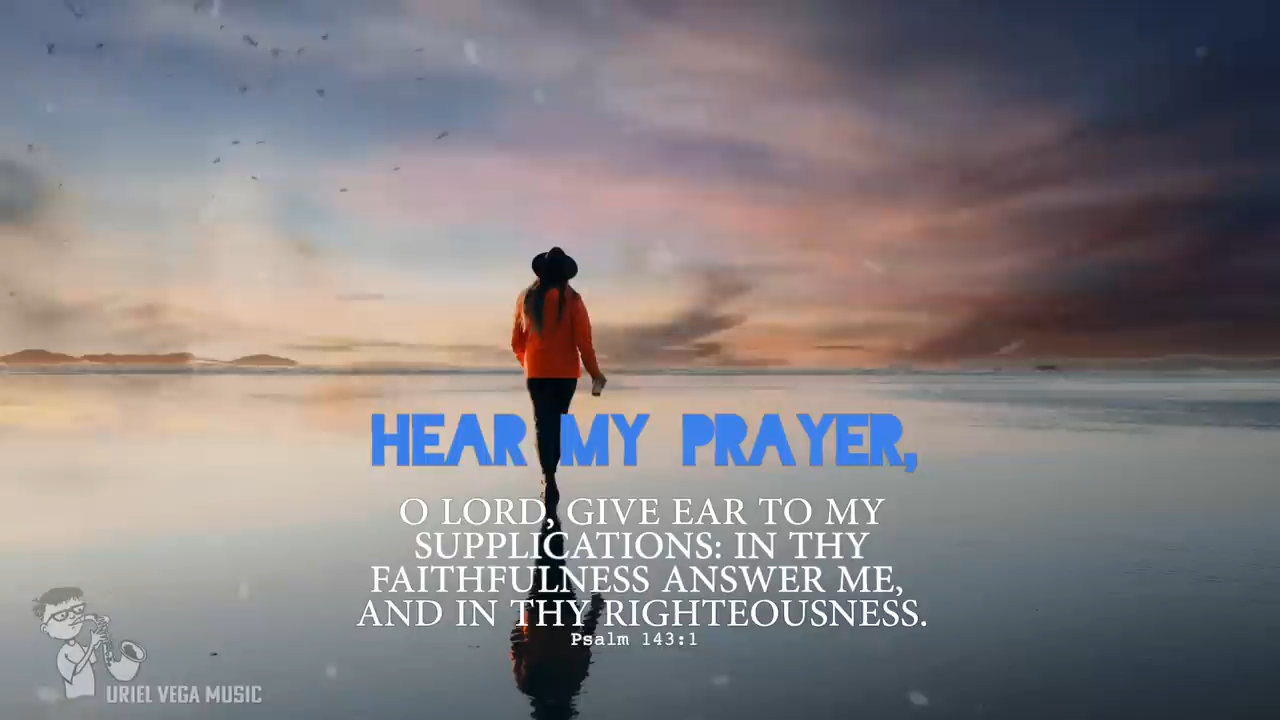 HEAR MY PRAYER,
O LORD, GIVE EAR TO MY
SUPPLICATIONS: IN THY
FAITHFULNESS ANSWER ME,
AND IN THY RIGHTEOUSNESS.
Psalm 143:1
URIEL VEGA MUSIC